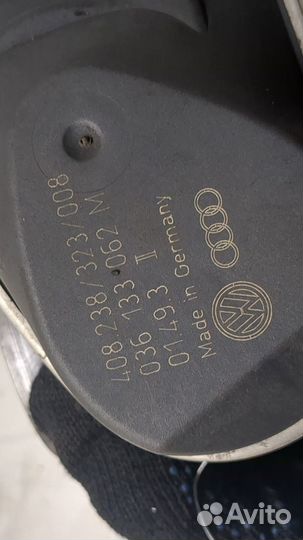 408 238/323/008
036 133 062 M
01493 II
Made in Germany
Avito